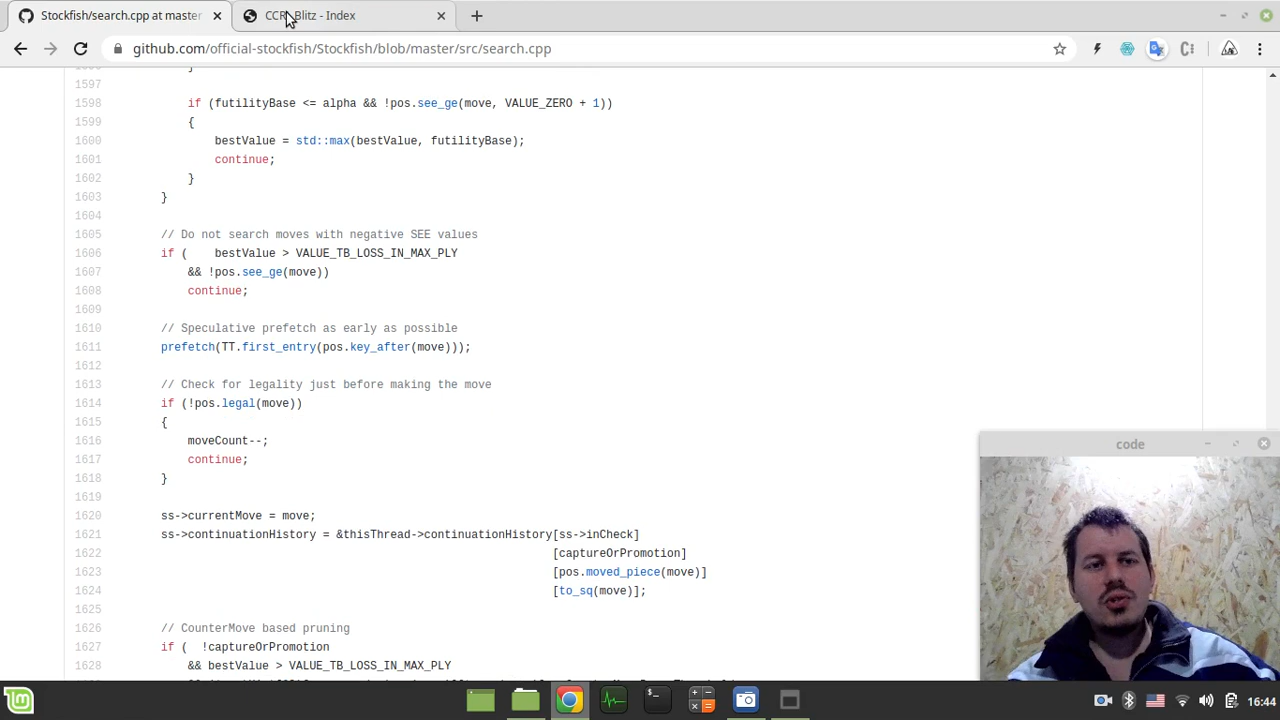 Stockfish/search.cpp at master
CCRL Blitz - Index
github.com/official-stockfish/Stockfish/blob/master/src/search.cpp
1597
1598 if (futilityBase <= alpha && !pos.see_ge(move, VALUE_ZERO + 1))
1599 {
1600 bestValue = std::max(bestValue, futilityBase);
1601 continue;
1602 }
1603 }
1604
1605 // Do not search moves with negative SEE values
1606 if (    bestValue > VALUE_TB_LOSS_IN_MAX_PLY
1607 && !pos.see_ge(move))
1608 continue;
1609
1610 // Speculative prefetch as early as possible
1611 prefetch(TT.first_entry(pos.key_after(move)));
1612
1613 // Check for legality just before making the move
1614 if (!pos.legal(move))
1615 {
1616 moveCount--;
1617 continue;
1618 }
1619
1620 ss->currentMove = move;
1621 ss->continuationHistory = &thisThread->continuationHistory[ss->inCheck]
1622 [captureOrPromotion]
1623 [pos.moved_piece(move)]
1624 [to_sq(move)];
1625
1626 // CounterMove based pruning
1627 if (  !captureOrPromotion
1628 && bestValue > VALUE_TB_LOSS_IN_MAX_PLY
code
16:44